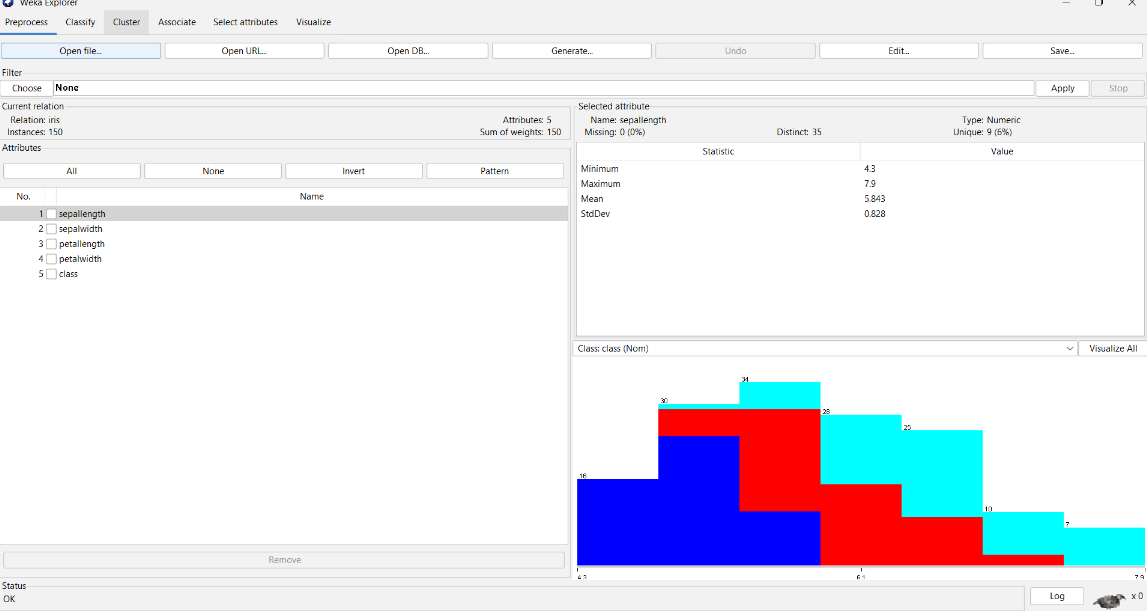 Weka Explorer
Preprocess Classify Cluster Associate Select attributes Visualize
Open file... Open URL... Open DB... Generate... Undo Edit... Save...
Filter
Choose None Apply Stop
Current relation
Relation: iris Attributes: 5
Instances: 150 Sum of weights: 150
Selected attribute
Name: sepallength Type: Numeric
Missing: 0 (0%) Distinct: 35 Unique: 9 (6%)
Attributes
All None Invert Pattern
No. Name
1 sepallength
2 sepalwidth
3 petallength
4 petalwidth
5 class
Remove
Statistic Value
Minimum 4.3
Maximum 7.9
Mean 5.843
StdDev 0.828
Class: class (Nom) Visualize All
16 30 34 28 25 10 7
4.3 6.1 7.9
Status
OK
Log x 0